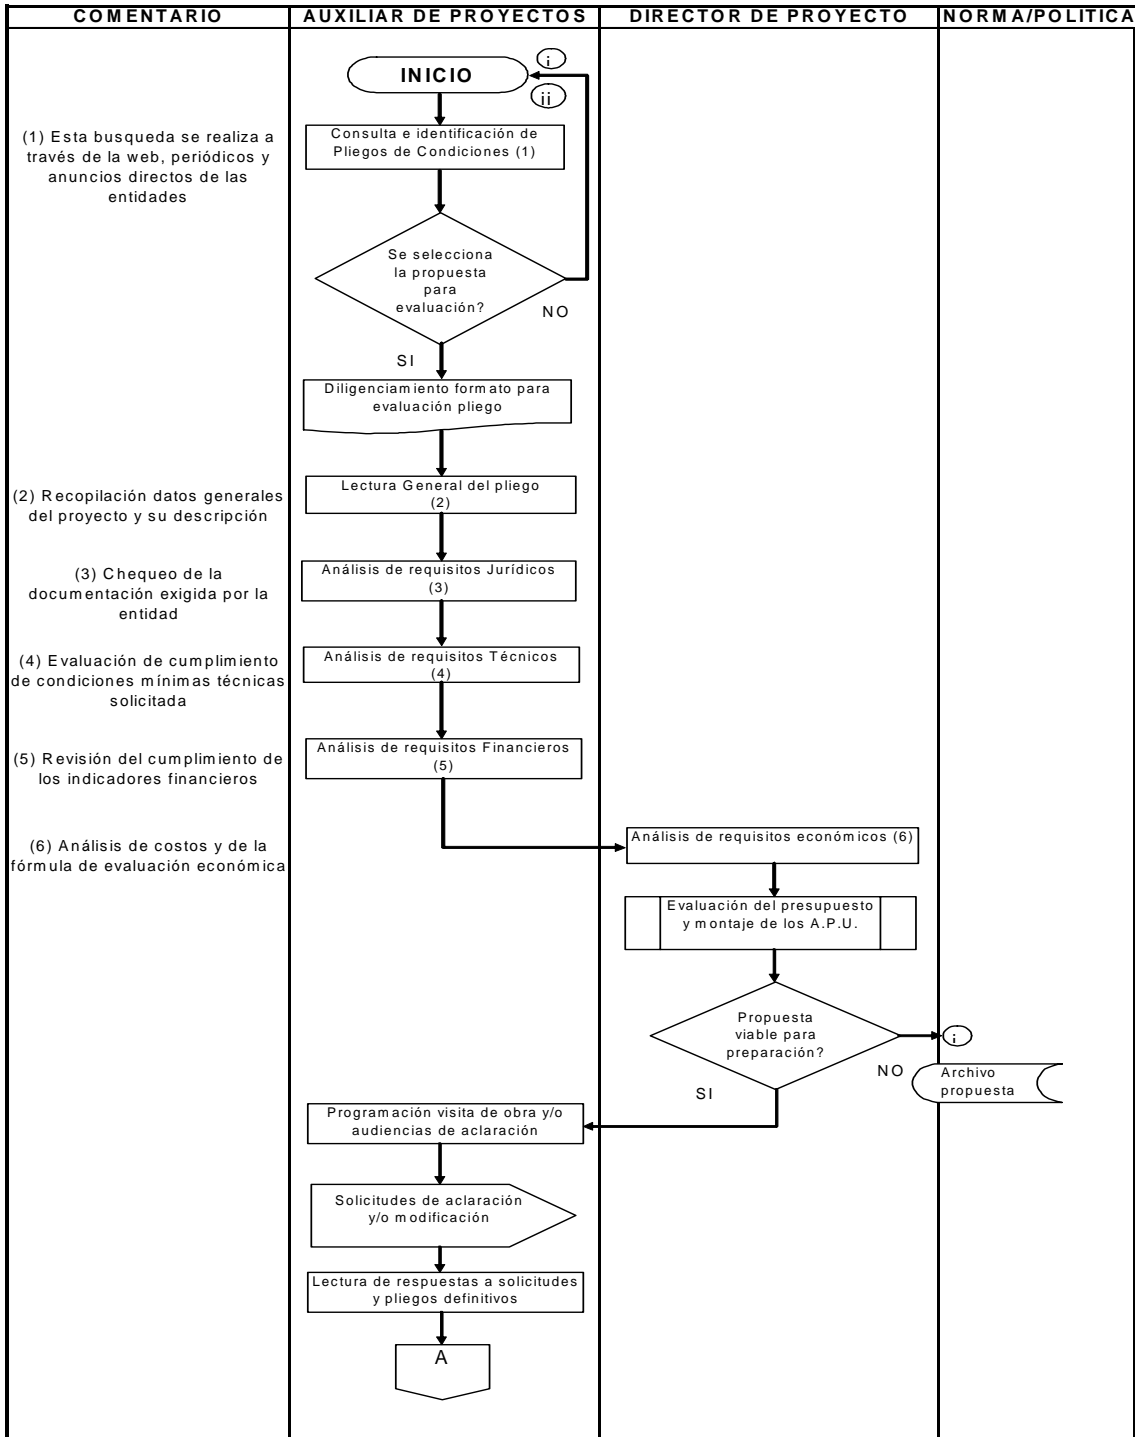 COMENTARIO
AUXILIAR DE PROYECTOS
DIRECTOR DE PROYECTO
NORMA/POLITICA
INICIO
i
ii
(1) Esta busqueda se realiza a
través de la web, periódicos y
anuncios directos de las
entidades
Consulta e identificación de
Pliegos de Condiciones (1)
Se selecciona
la propuesta
para
evaluación?
NO
SI
Diligenciamiento formato para
evaluación pliego
(2) Recopilación datos generales
del proyecto y su descripción
Lectura General del pliego
(2)
(3) Chequeo de la
documentación exigida por la
entidad
Análisis de requisitos Jurídicos
(3)
(4) Evaluación de cumplimiento
de condiciones mínimas técnicas
solicitada
Análisis de requisitos Técnicos
(4)
(5) Revisión del cumplimiento de
los indicadores financieros
Análisis de requisitos Financieros
(5)
(6) Análisis de costos y de la
fórmula de evaluación económica
Análisis de requisitos económicos (6)
Evaluación del presupuesto
y montaje de los A.P.U.
Propuesta
viable para
preparación?
i
NO
SI
Archivo
propuesta
Programación visita de obra y/o
audiencias de aclaración
Solicitudes de aclaración
y/o modificación
Lectura de respuestas a solicitudes
y pliegos definitivos
A